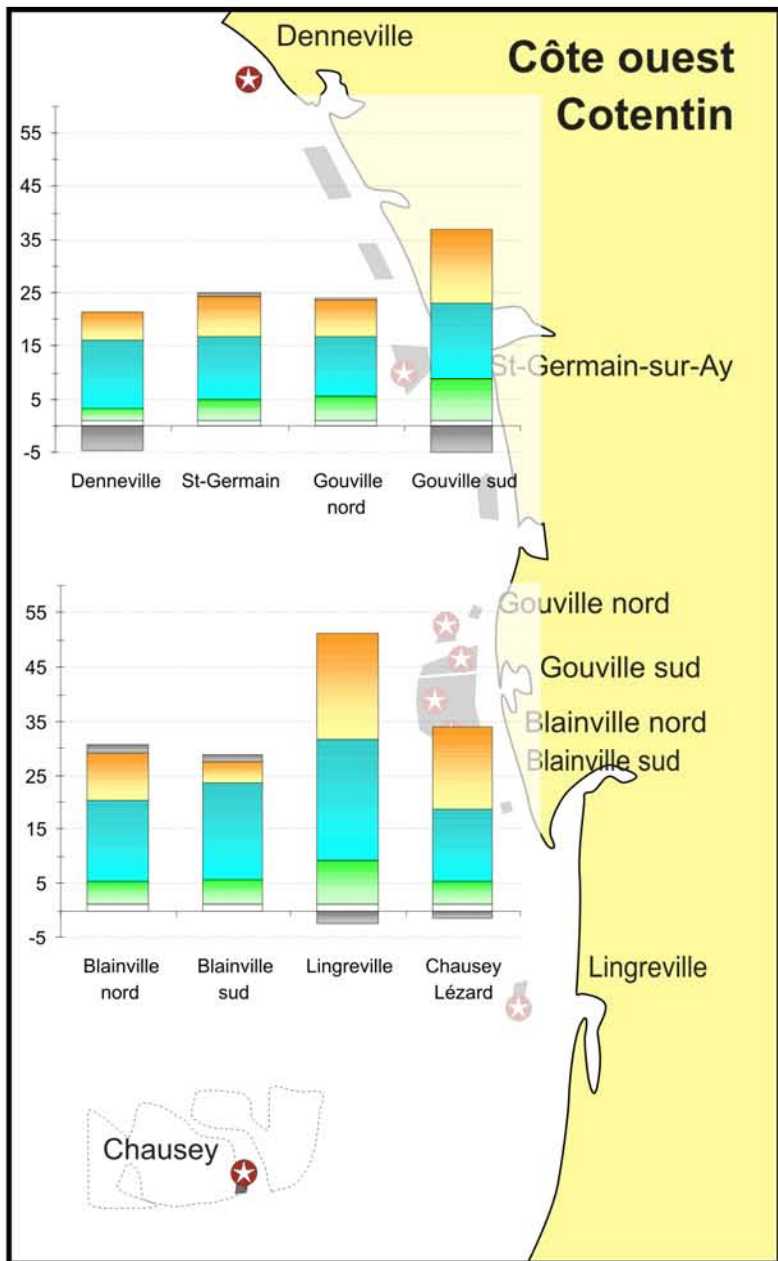 Denneville
Côte ouest
Cotentin
55
45
35
25
15
5
-5
Denneville St-Germain Gouville Gouville sud
nord
St-Germain-sur-Ay
Gouville nord
Gouville sud
Blainville nord
Blainville sud
55
45
35
25
15
5
-5
Blainville Blainville Lingreville Chausey
nord sud Lézard
Lingreville
Chausey